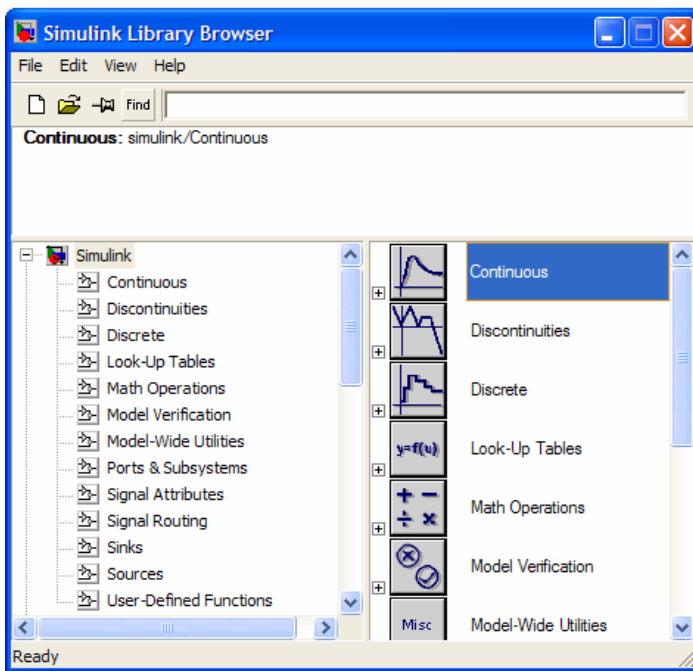 Simulink Library Browser
File Edit View Help
Find
Continuous: simulink/Continuous
Simulink
Continuous
Discontinuities
Discrete
Look-Up Tables
Math Operations
Model Verification
Model-Wide Utilities
Ports & Subsystems
Signal Attributes
Signal Routing
Sinks
Sources
User-Defined Functions
Continuous
Discontinuities
Discrete
y=f(u) Look-Up Tables
Math Operations
Model Verification
Misc Model-Wide Utilities
Ready